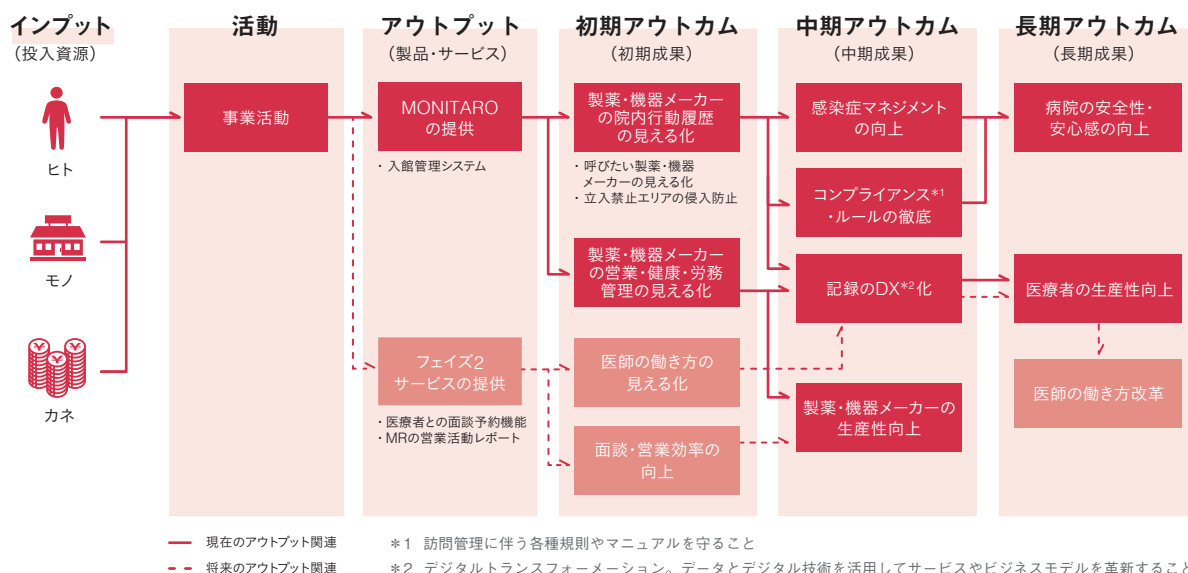 インプット
(投入資源)
ヒト
モノ
カネ
活動
事業活動
アウトプット
(製品・サービス)
MONITARO
の提供
・入館管理システム
フェイズ2
サービスの提供
・医療者との面談予約機能
・MRの営業活動レポート
初期アウトカム
(初期成果)
製薬・機器メーカー
の院内行動履歴
の見える化
・呼びたい製薬・機器
メーカーの見える化
・立入禁止エリアの侵入防止
製薬・機器メーカー
の営業・健康・労務
管理の見える化
医師の働き方の
見える化
面談・営業効率の
向上
中期アウトカム
(中期成果)
感染症マネジメント
の向上
コンプライアンス*1
・ルールの徹底
記録のDX*2化
製薬・機器メーカーの
生産性向上
長期アウトカム
(長期成果)
病院の安全性・
安心感の向上
医療者の生産性向上
医師の働き方改革
現在のアウトプット関連
将来のアウトプット関連
*1 訪問管理に伴う各種規則やマニュアルを守ること
*2 デジタルトランスフォーメーション。データとデジタル技術を活用してサービスやビジネスモデルを革新すること